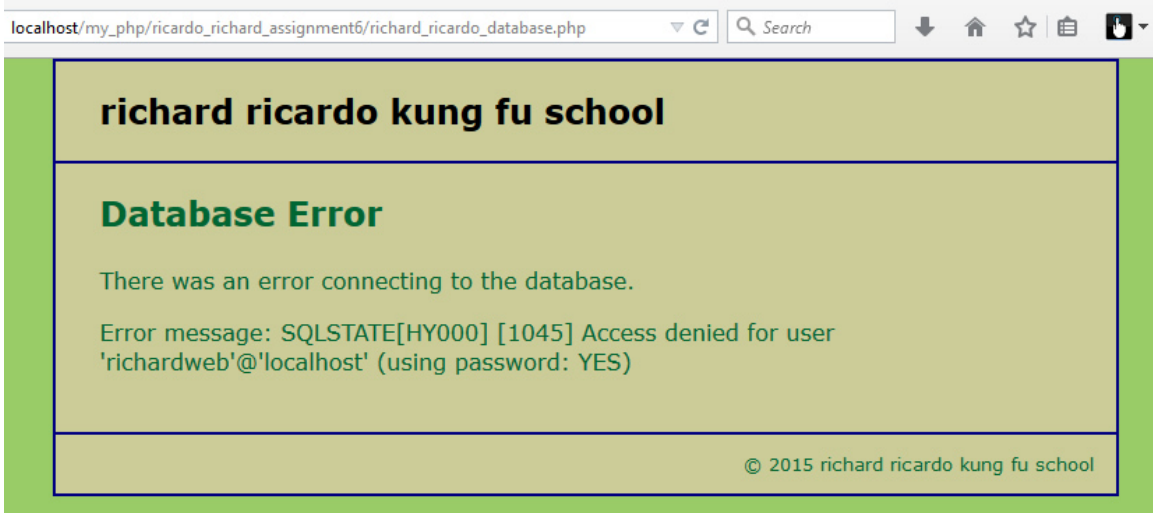 localhost/my_php/ricardo_richard_assignment6/richard_ricardo_database.php
Search
richard ricardo kung fu school
Database Error
There was an error connecting to the database.
Error message: SQLSTATE[HY000] [1045] Access denied for user
'richardweb'@'localhost' (using password: YES)
© 2015 richard ricardo kung fu school